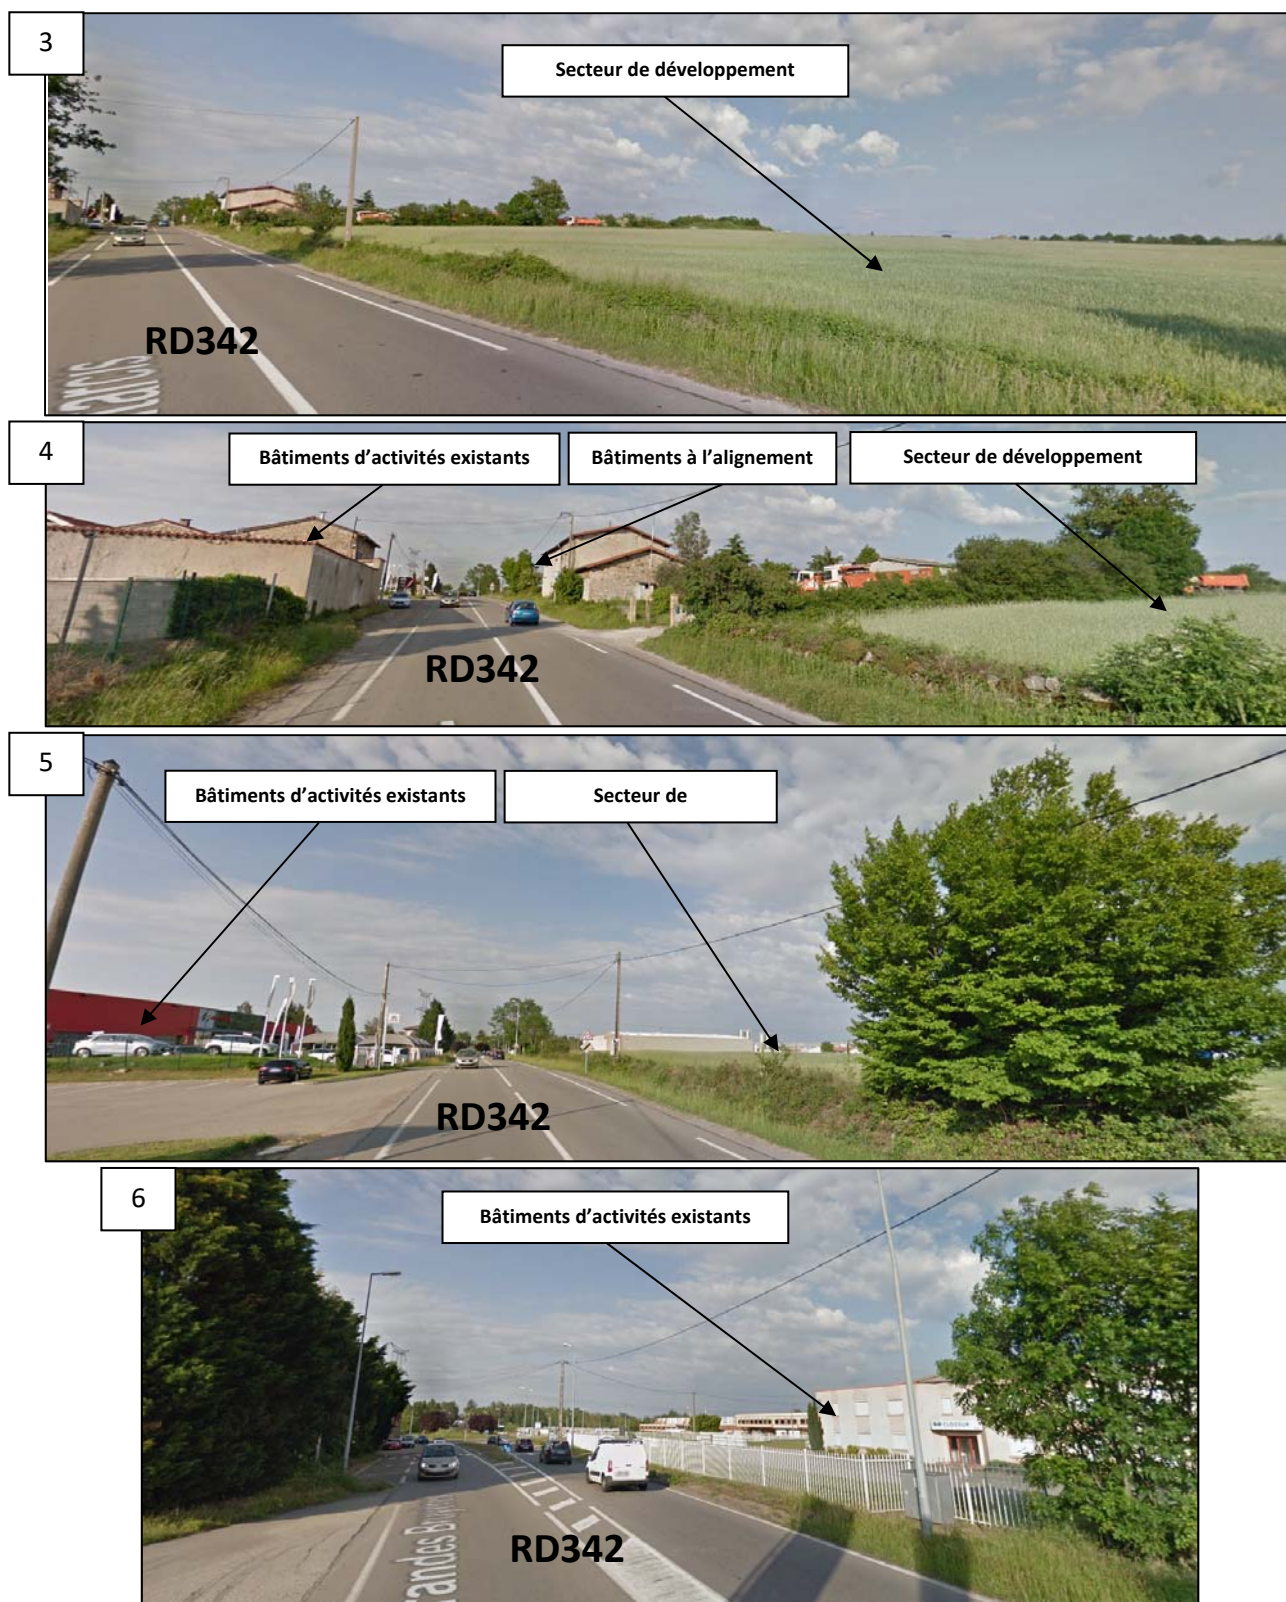 3
Secteur de développement
RD342
4
Bâtiments d’activités existants
Bâtiments à l’alignement
Secteur de développement
RD342
5
Bâtiments d’activités existants
Secteur de
RD342
6
Bâtiments d’activités existants
RD342